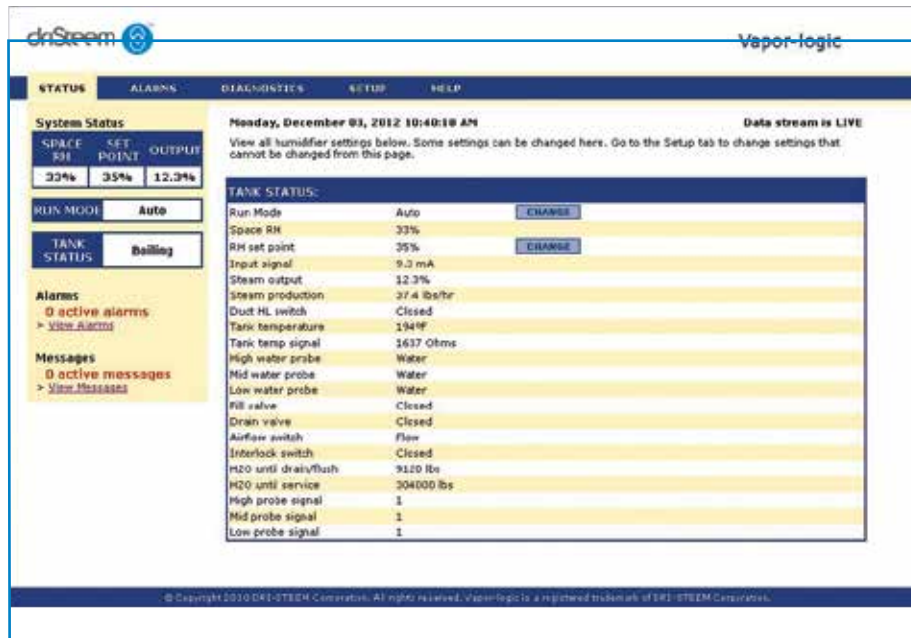 driSteem
Vapor-logic
STATUS ALARMS DIAGNOSTICS SETUP HELP
System Status
SPACE RH SET POINT OUTPUT
33% 35% 12.3%
RUN MODE Auto
TANK STATUS Boiling
Alarms
0 active alarms
> View Alarms
Messages
0 active messages
> View Messages
Monday, December 03, 2012 10:40:18 AM Data stream is LIVE
View all humidifier settings below. Some settings can be changed here. Go to the Setup tab to change settings that
cannot be changed from this page.
TANK STATUS:
Run Mode Auto CHANGE
Space RH 33%
RH set point 35% CHANGE
Input signal 9.3 mA
Steam output 12.3%
Steam production 37.4 lbs/hr
Duct HL switch Closed
Tank temperature 194ºF
Tank temp signal 1637 Ohms
High water probe Water
Mid water probe Water
Low water probe Water
Fill valve Closed
Drain valve Closed
Airflow switch Flow
Interlock switch Closed
H2O until drain/flush 9120 lbs
H2O until service 304000 lbs
High probe signal 1
Mid probe signal 1
Low probe signal 1
© Copyright 2010 DRI-STEEM Corporation. All rights reserved. Vapor-logic is a registered trademark of DRI-STEEM Corporation.